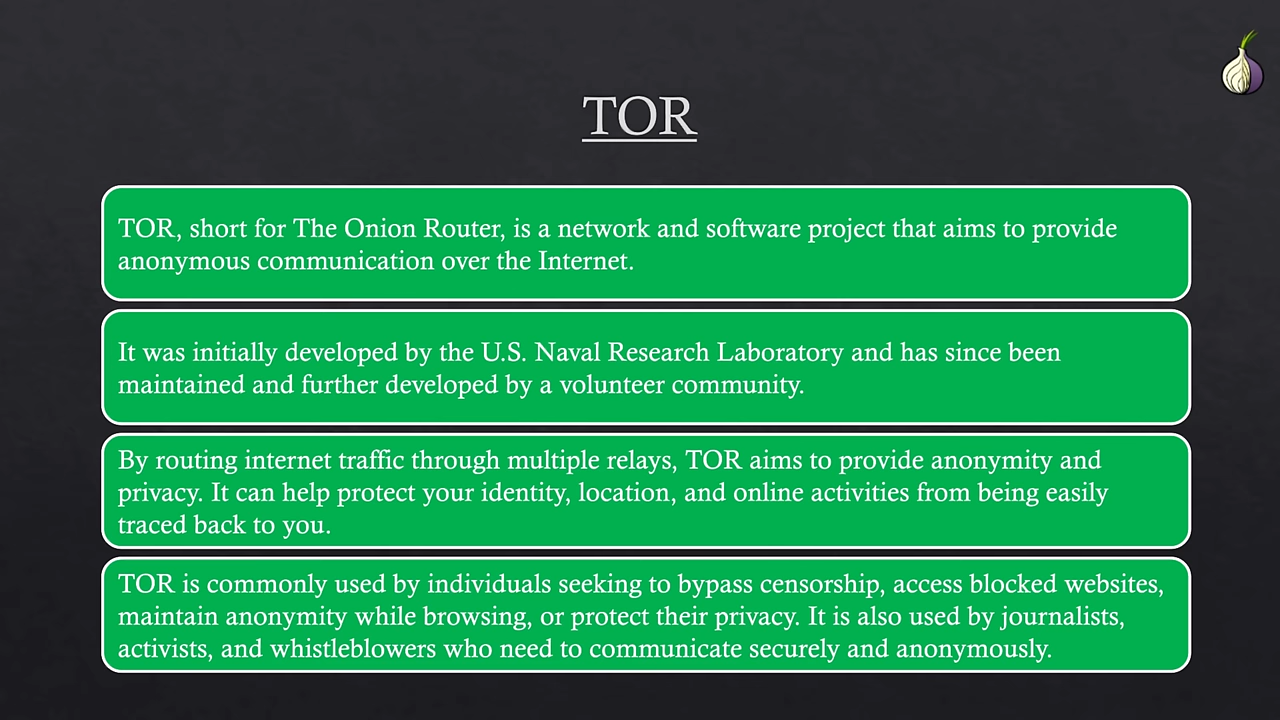 TOR
TOR, short for The Onion Router, is a network and software project that aims to provide
anonymous communication over the Internet.
It was initially developed by the U.S. Naval Research Laboratory and has since been
maintained and further developed by a volunteer community.
By routing internet traffic through multiple relays, TOR aims to provide anonymity and
privacy. It can help protect your identity, location, and online activities from being easily
traced back to you.
TOR is commonly used by individuals seeking to bypass censorship, access blocked websites,
maintain anonymity while browsing, or protect their privacy. It is also used by journalists,
activists, and whistleblowers who need to communicate securely and anonymously.